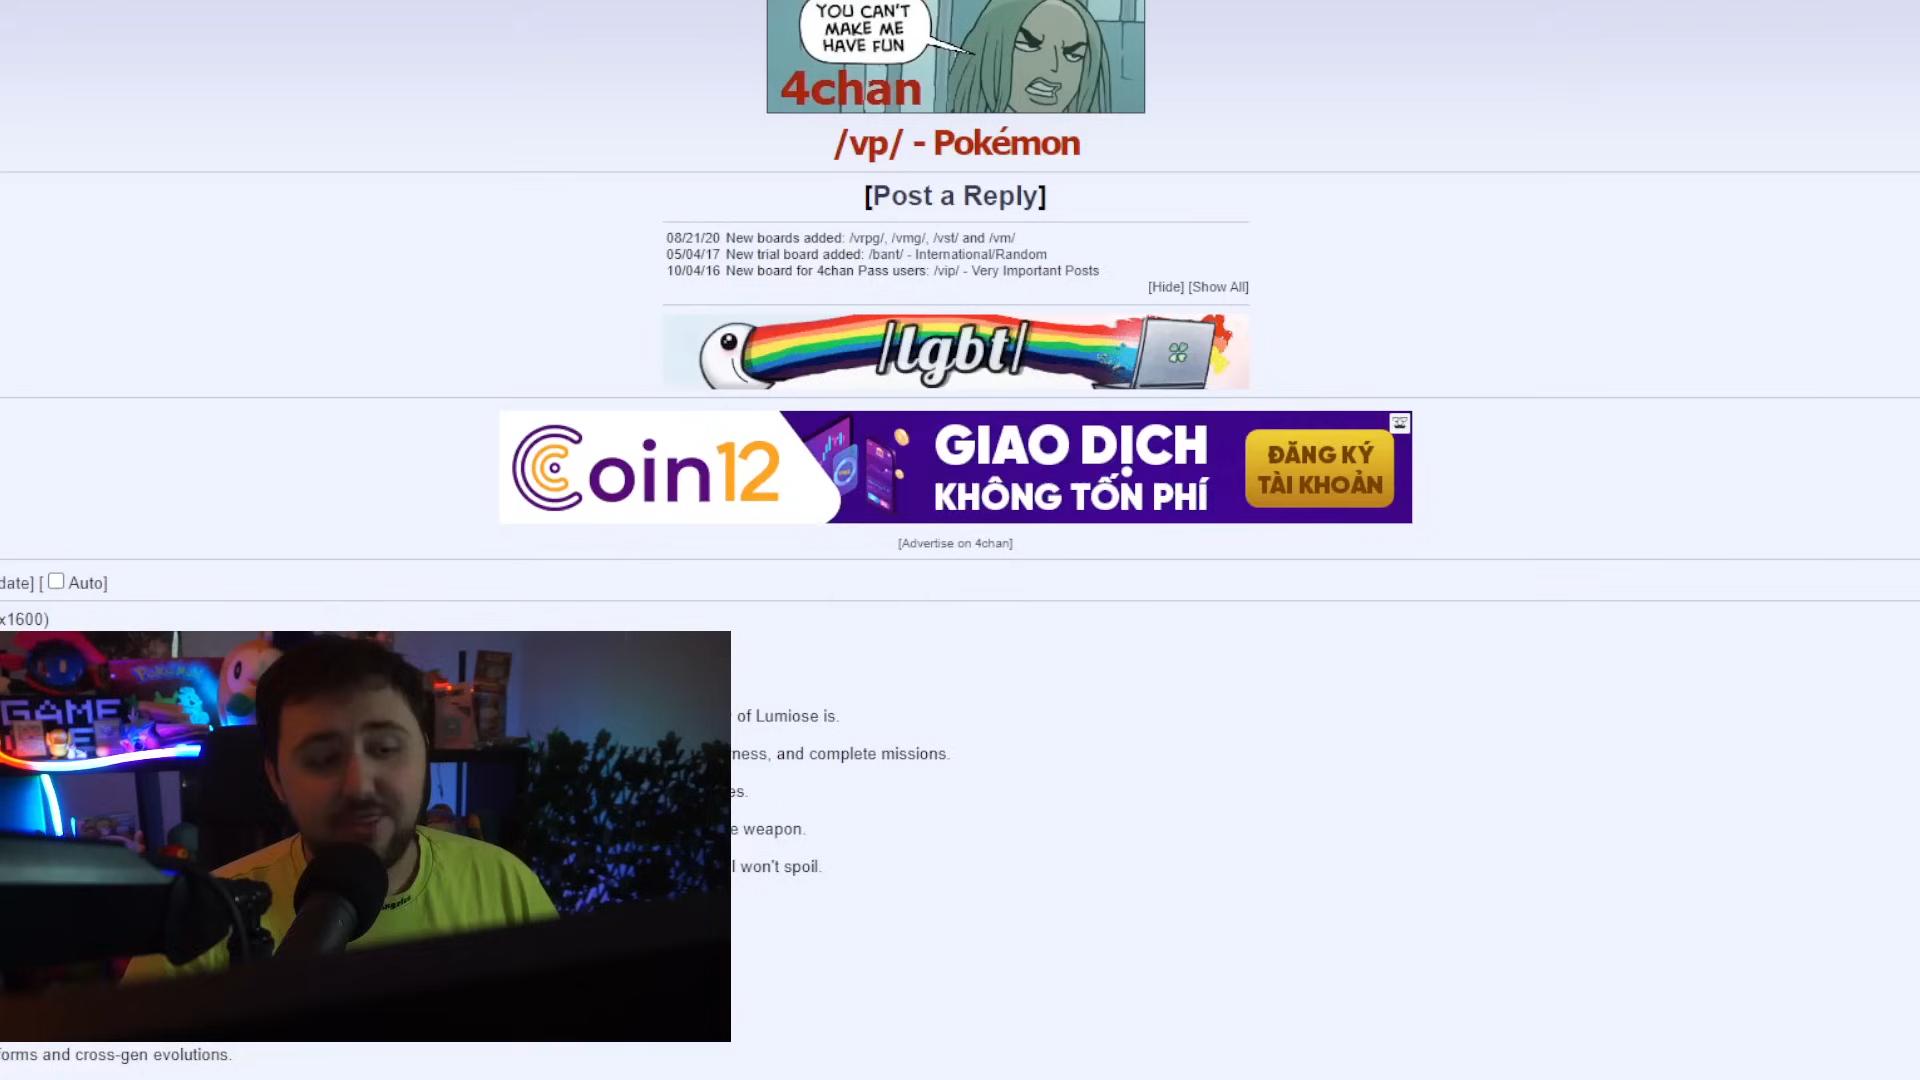 YOU CAN'T
MAKE ME
HAVE FUN
4chan
/vp/ - Pokémon
[Post a Reply]
08/21/20 New boards added: /vrpg/, /vmg/, /vst/ and /vm/
05/04/17 New trial board added: /bant/ - International/Random
10/04/16 New board for 4chan Pass users: /vip/ - Very Important Posts
[Hide] [Show All]
/lgbt/
Coin12
GIAO DỊCH
KHÔNG TỐN PHÍ
ĐĂNG KÝ
TÀI KHOẢN
[Advertise on 4chan]
date] [ Auto]
x1600)
POKéMON
GAME
of Lumiose is.
ness, and complete missions.
es.
e weapon.
I won't spoil.
orms and cross-gen evolutions.